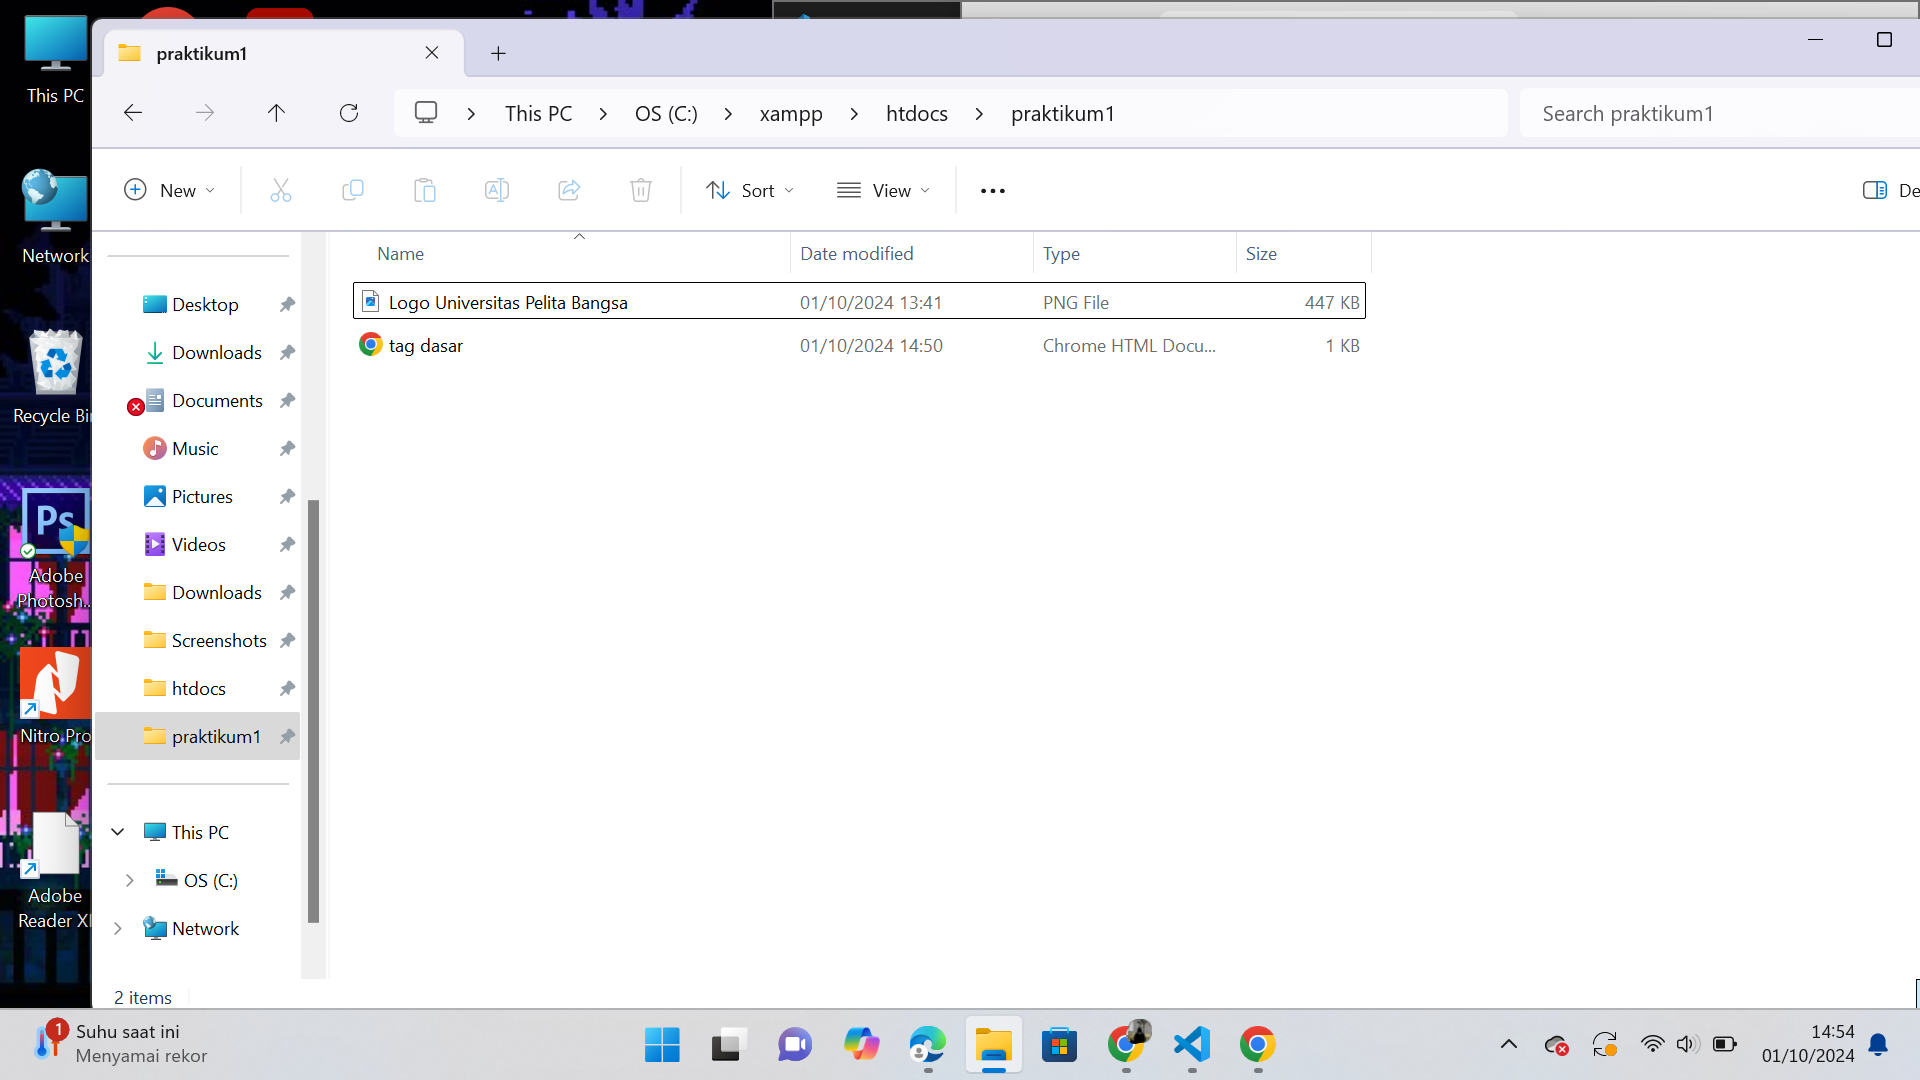 praktikum1
This PC
OS (C:)
xampp
htdocs
praktikum1
Search praktikum1
New
Sort
View
De
Name
Date modified
Type
Size
Logo Universitas Pelita Bangsa 01/10/2024 13:41 PNG File 447 KB
tag dasar 01/10/2024 14:50 Chrome HTML Docu... 1 KB
Desktop
Downloads
Documents
Music
Pictures
Videos
Downloads
Screenshots
htdocs
praktikum1
This PC
OS (C:)
Network
2 items
This PC
Network
Recycle Bi
Ps
Adobe
Photosh...
Nitro Pro
Adobe
Reader XI
1
Suhu saat ini
Menyamai rekor
14:54
01/10/2024